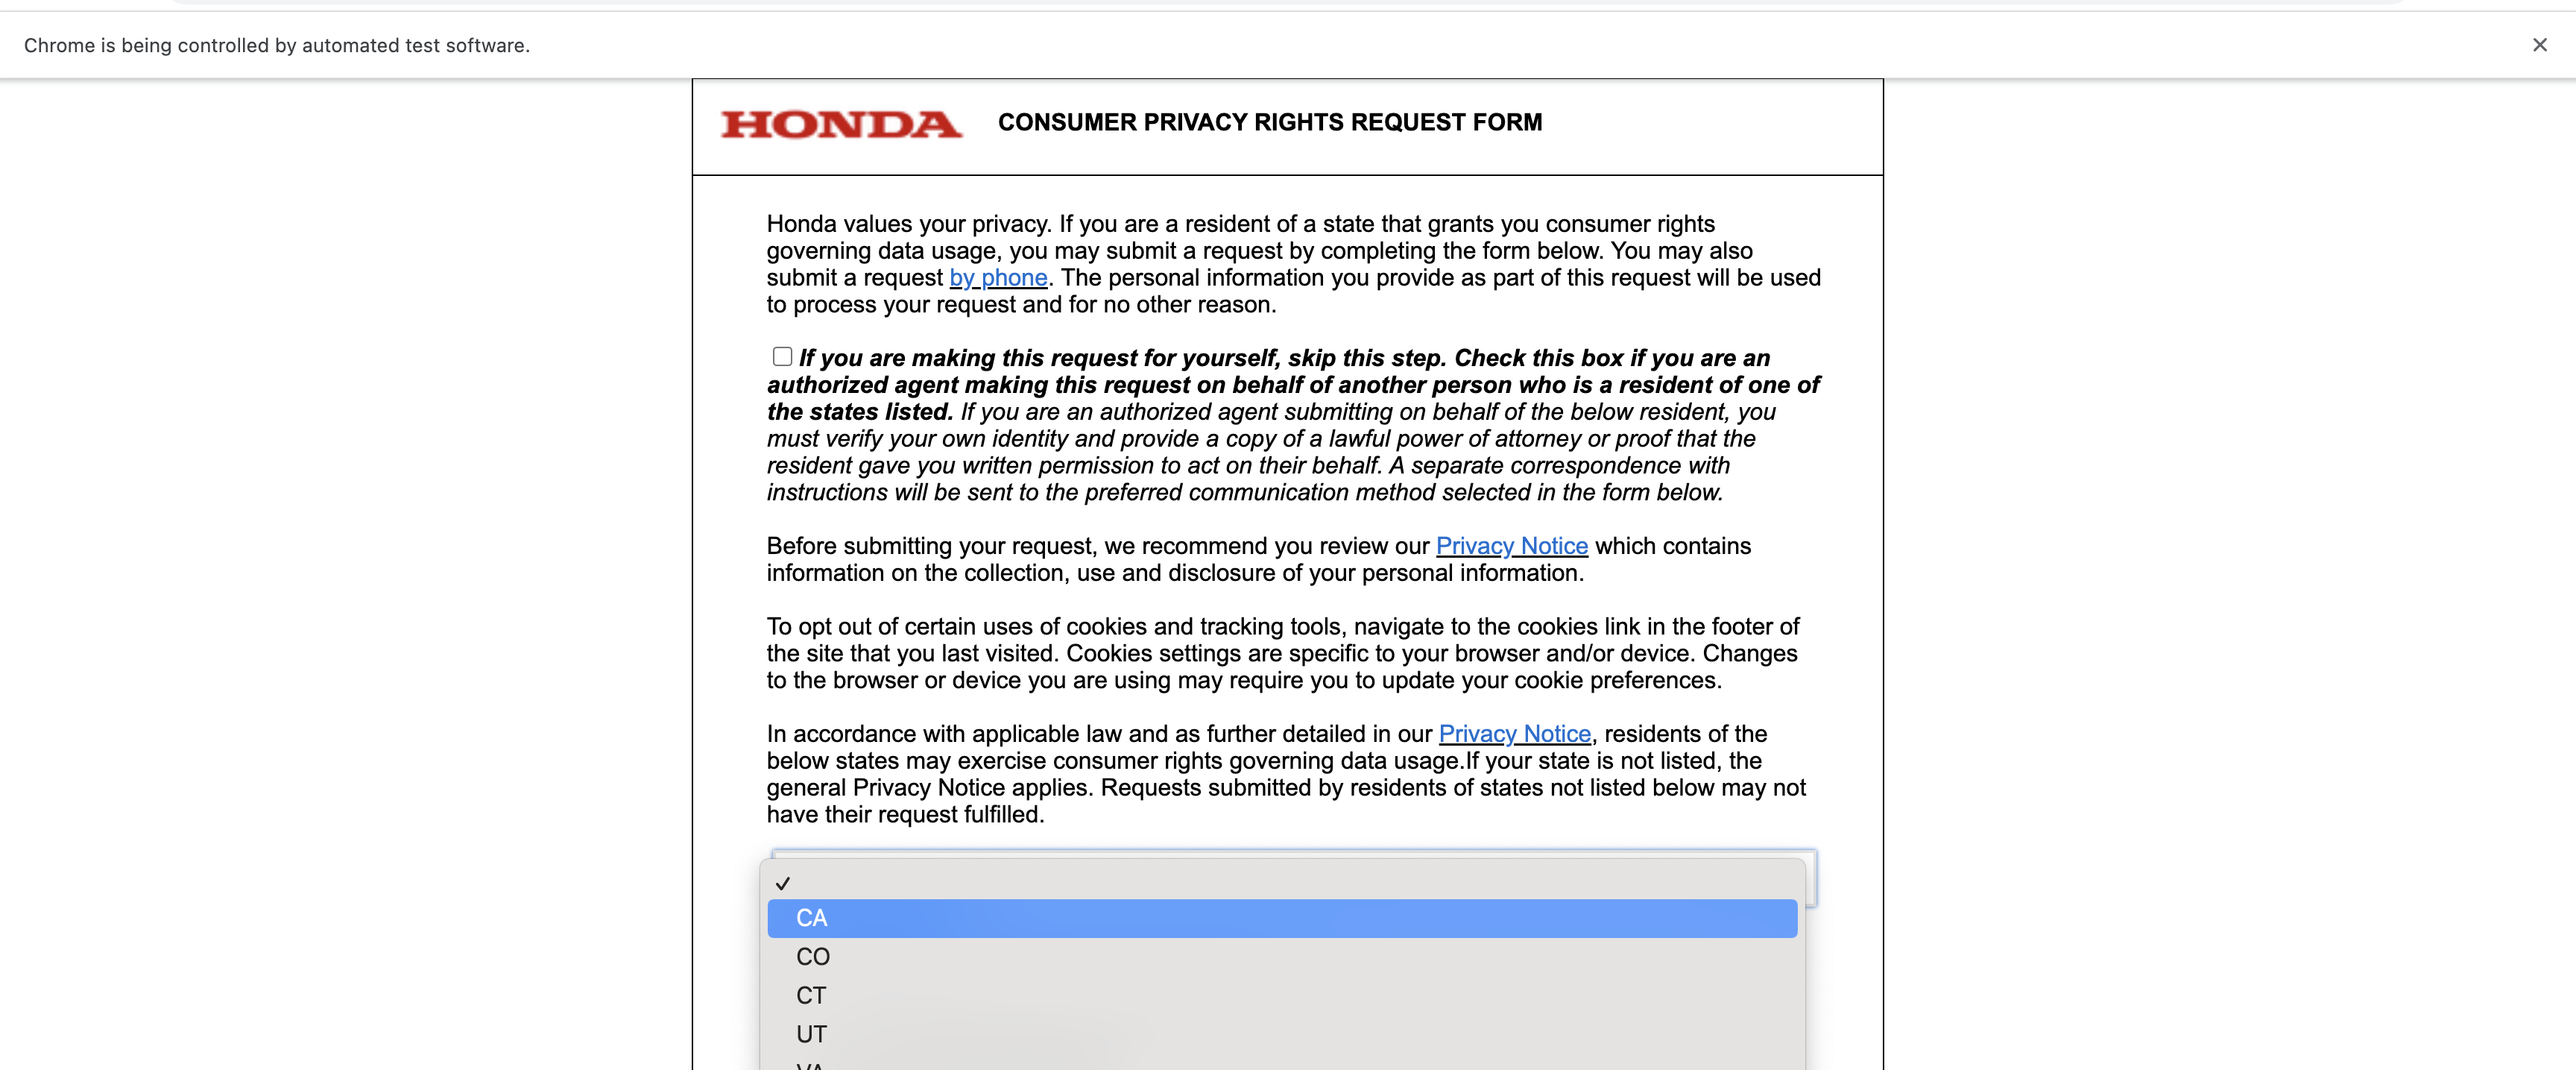 Chrome is being controlled by automated test software.
HONDA
CONSUMER PRIVACY RIGHTS REQUEST FORM
Honda values your privacy. If you are a resident of a state that grants you consumer rights
governing data usage, you may submit a request by completing the form below. You may also
submit a request by phone. The personal information you provide as part of this request will be used
to process your request and for no other reason.
If you are making this request for yourself, skip this step. Check this box if you are an
authorized agent making this request on behalf of another person who is a resident of one of
the states listed. If you are an authorized agent submitting on behalf of the below resident, you
must verify your own identity and provide a copy of a lawful power of attorney or proof that the
resident gave you written permission to act on their behalf. A separate correspondence with
instructions will be sent to the preferred communication method selected in the form below.
Before submitting your request, we recommend you review our Privacy Notice which contains
information on the collection, use and disclosure of your personal information.
To opt out of certain uses of cookies and tracking tools, navigate to the cookies link in the footer of
the site that you last visited. Cookies settings are specific to your browser and/or device. Changes
to the browser or device you are using may require you to update your cookie preferences.
In accordance with applicable law and as further detailed in our Privacy Notice, residents of the
below states may exercise consumer rights governing data usage.If your state is not listed, the
general Privacy Notice applies. Requests submitted by residents of states not listed below may not
have their request fulfilled.
CA
CO
CT
UT